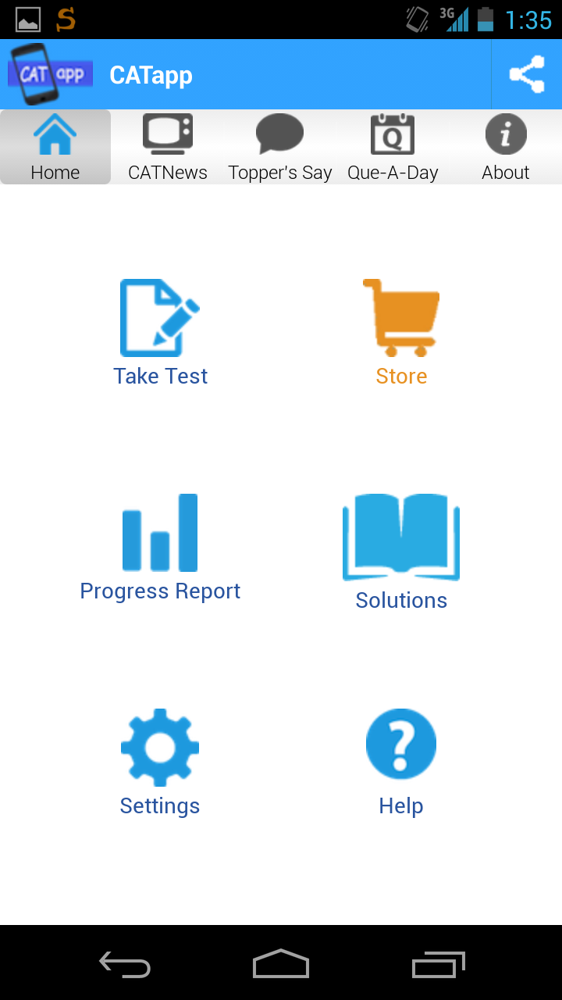 3G 1:35
CAT app CATapp
Home CATNews Topper's Say Que-A-Day About
Take Test Store
Progress Report Solutions
Settings Help